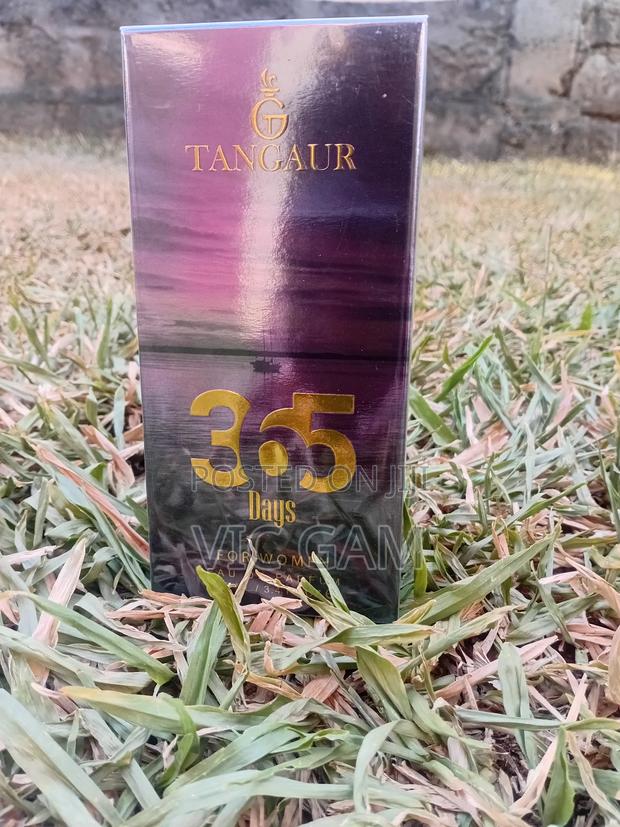 G
TANGAUR
365
Days
POSTED ON JIJI
VIC GAM
FOR WOMEN